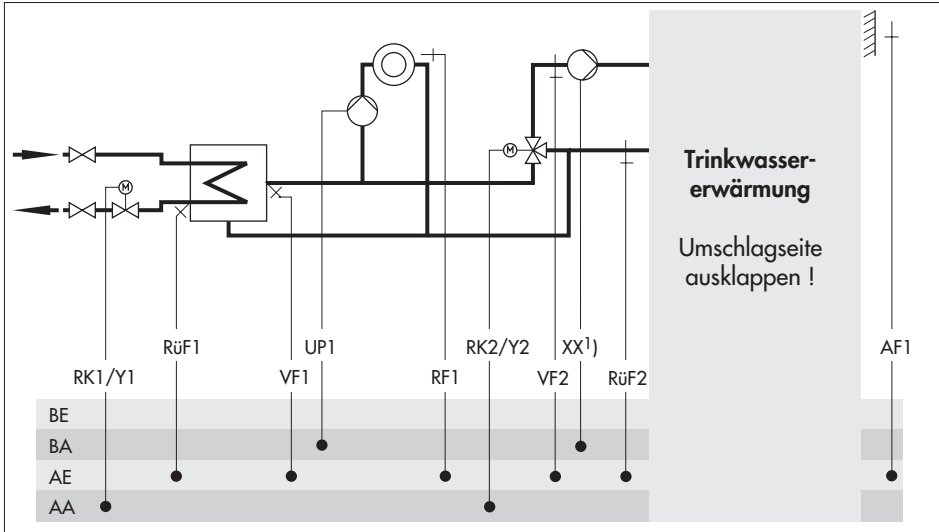 M
M
Trinkwasser-
erwärmung
Umschlagseite
ausklappen !
RüF1 UP1 RK2/Y2 XX1) AF1
RK1/Y1 VF1 RF1 VF2 RüF2
BE
BA
AE
AA